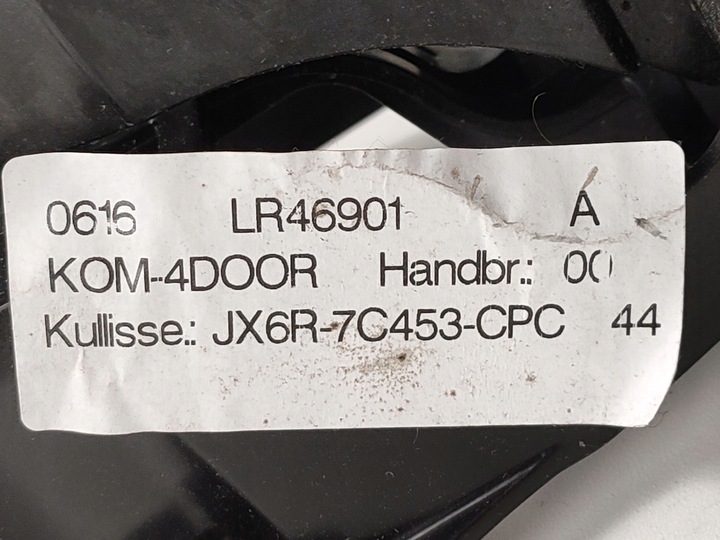 0616 LR46901 A
KOM-4DOOR Handbr.: 00
Kullisse.: JX6R-7C453-CPC 44